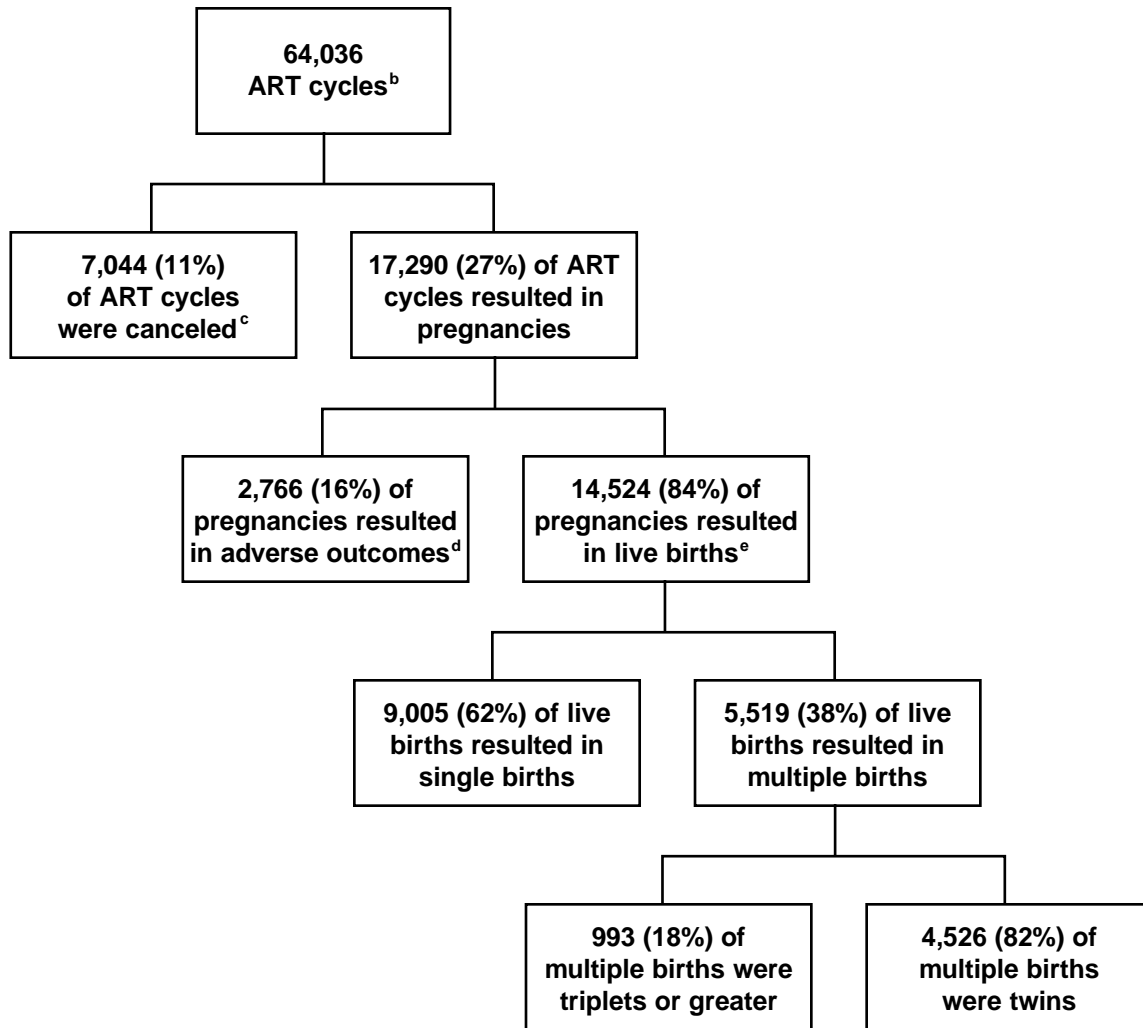 64,036
ART cycles b
7,044 (11%)
of ART cycles
were canceled c
17,290 (27%) of ART
cycles resulted in
pregnancies
2,766 (16%) of
pregnancies resulted
in adverse outcomes d
14,524 (84%) of
pregnancies resulted
in live births e
9,005 (62%) of live
births resulted in
single births
5,519 (38%) of live
births resulted in
multiple births
993 (18%) of
multiple births were
triplets or greater
4,526 (82%) of
multiple births
were twins